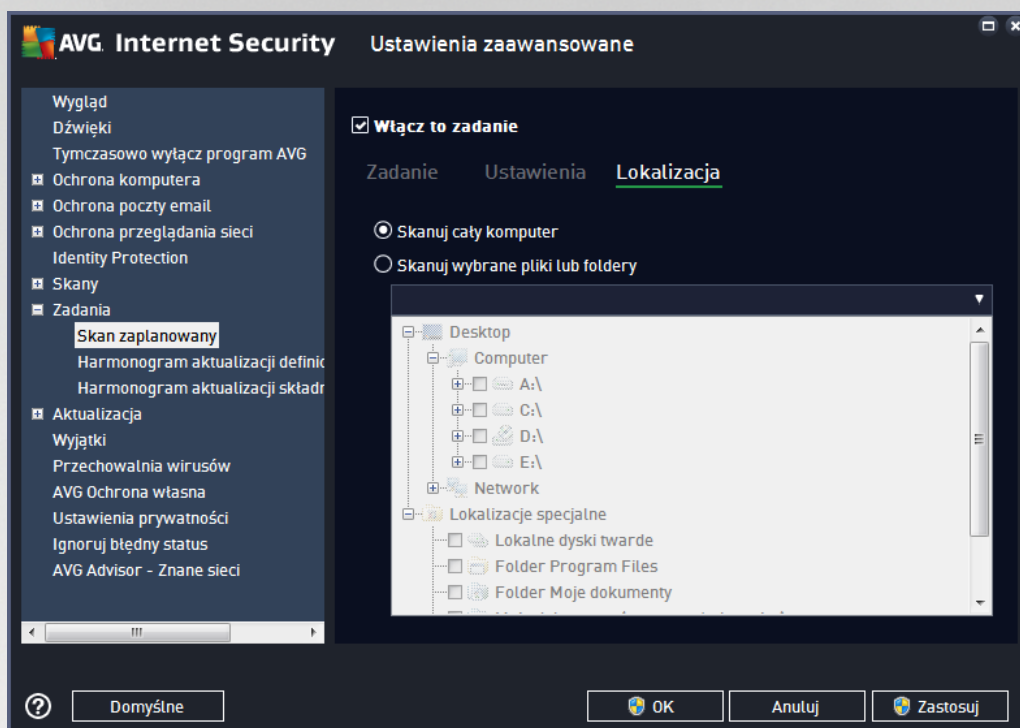 AVG. Internet Security Ustawienia zaawansowane
Wygląd
Dźwięki
Tymczasowo wyłącz program AVG
Ochrona komputera
Ochrona poczty email
Ochrona przeglądania sieci
Identity Protection
Skany
Zadania
Skan zaplanowany
Harmonogram aktualizacji definic
Harmonogram aktualizacji składr
Aktualizacja
Wyjątki
Przechowalnia wirusów
AVG Ochrona własna
Ustawienia prywatności
Ignoruj błędny status
AVG Advisor - Znane sieci
Włącz to zadanie
Zadanie Ustawienia Lokalizacja
Skanuj cały komputer
Skanuj wybrane pliki lub foldery
Desktop
Computer
A:\
C:\
D:\
E:\
Network
Lokalizacje specjalne
Lokalne dyski twarde
Folder Program Files
Folder Moje dokumenty
Domyślne
OK
Anuluj
Zastosuj